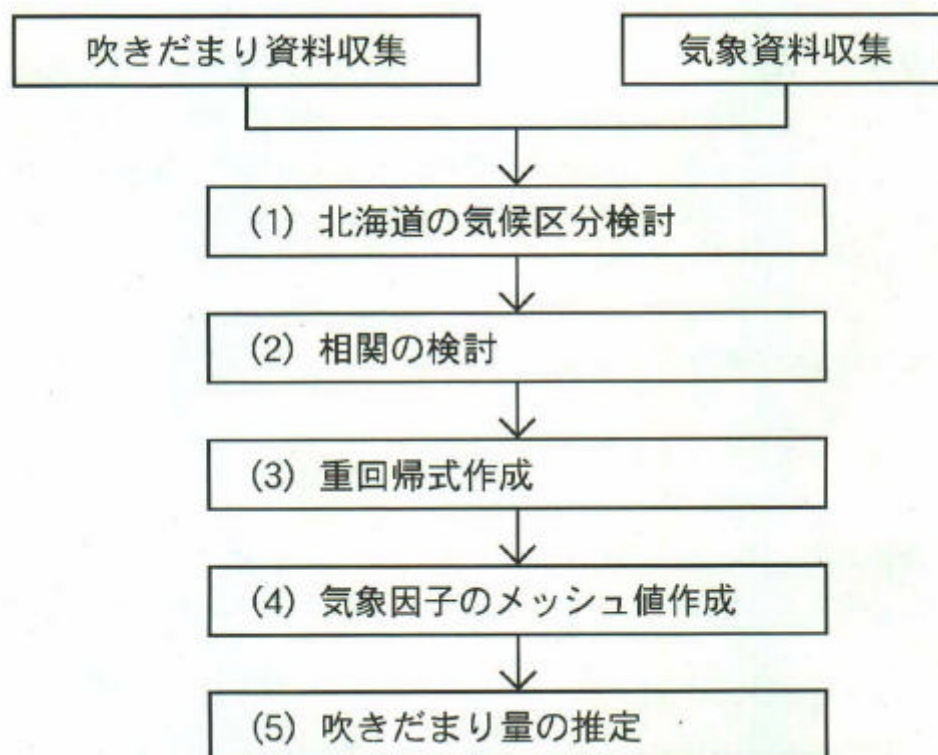 吹きだまり資料収集
気象資料収集
(1) 北海道の気候区分検討
(2) 相関の検討
(3) 重回帰式作成
(4) 気象因子のメッシュ値作成
(5) 吹きだまり量の推定